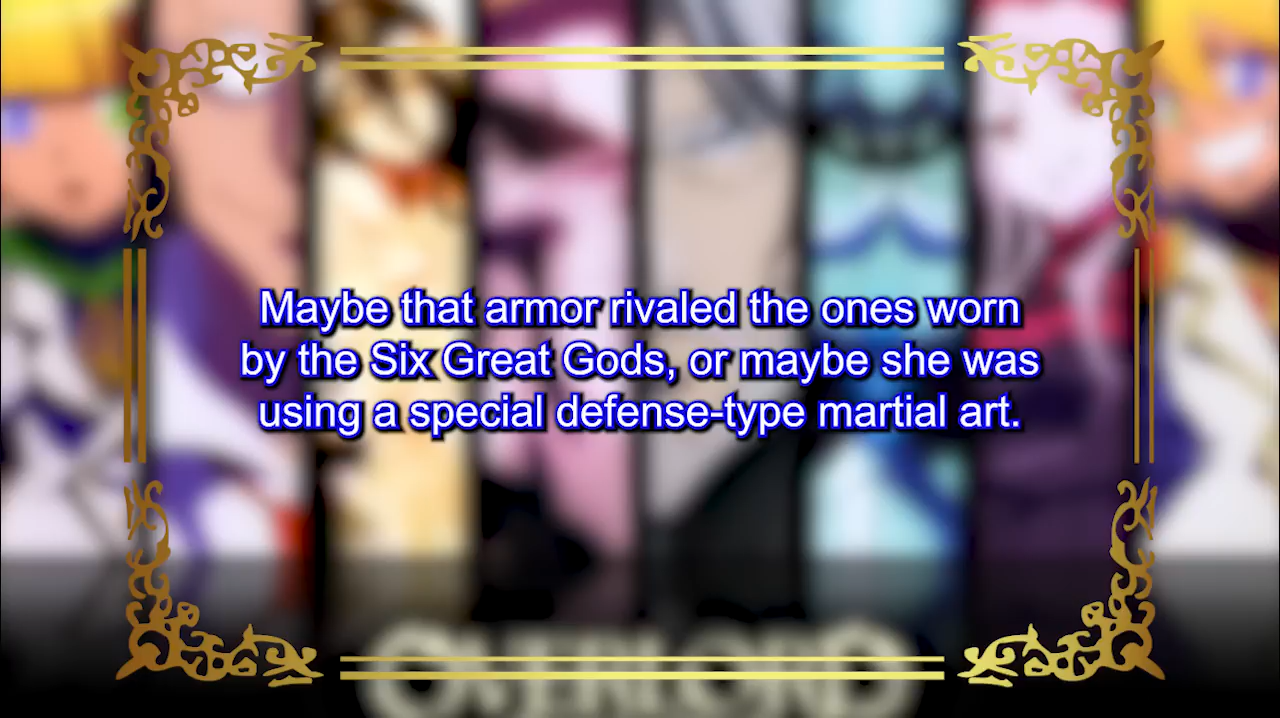 Maybe that armor rivaled the ones worn
by the Six Great Gods, or maybe she was
using a special defense-type martial art.
OVERLORD